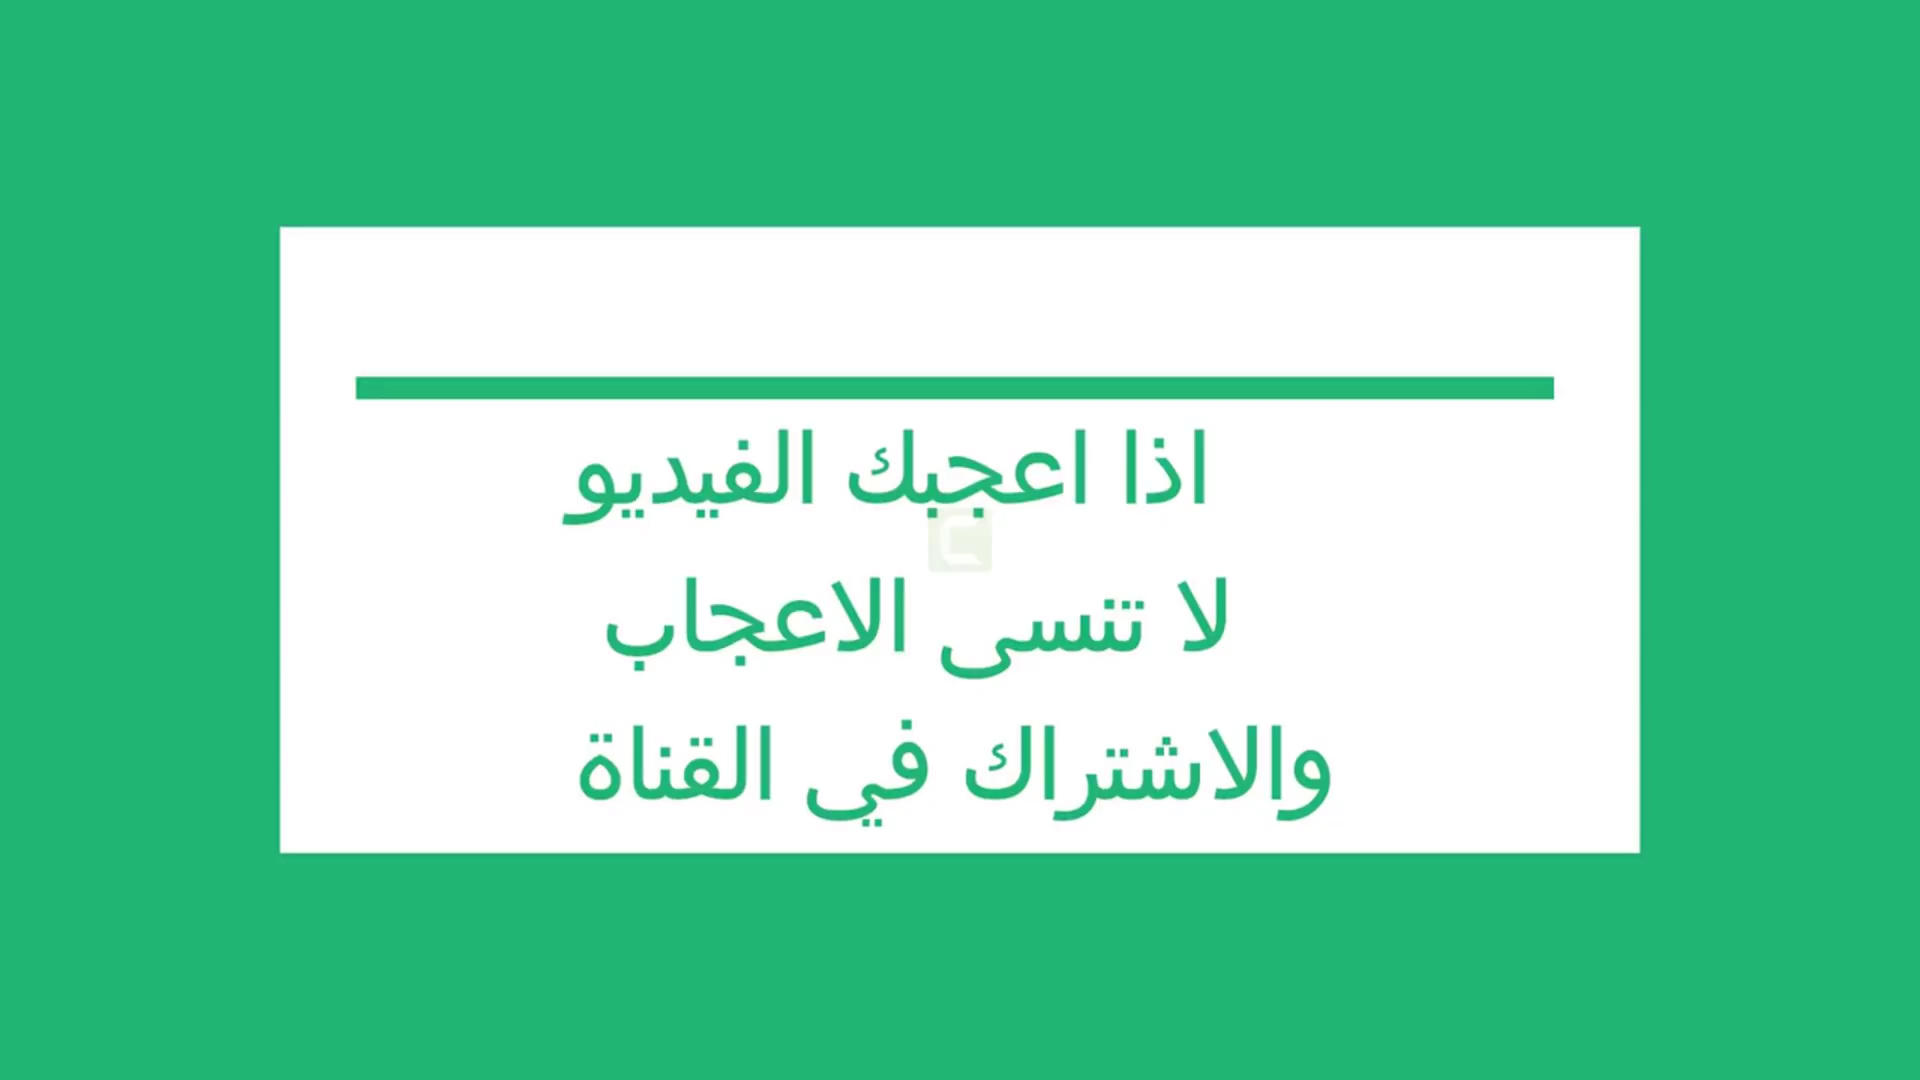 اذا اعجبك الفيديو
لا تنسى الاعجاب
والاشتراك في القناة